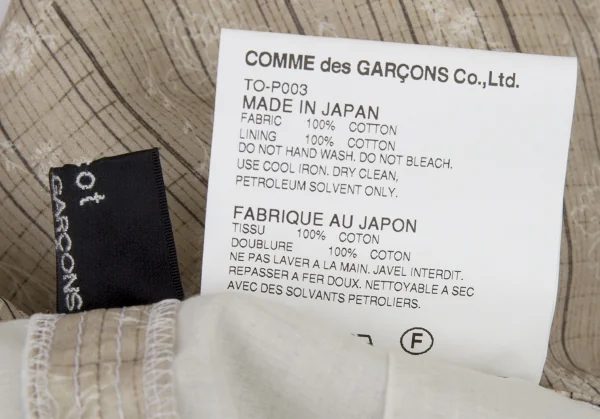 COMME des GARÇONS Co.,Ltd.
TO-P003
MADE IN JAPAN
FABRIC 100% COTTON
LINING 100% COTTON
DO NOT HAND WASH. DO NOT BLEACH.
USE COOL IRON. DRY CLEAN,
PETROLEUM SOLVENT ONLY.
FABRIQUE AU JAPON
TISSU 100% COTON
DOUBLURE 100% COTON
NE PAS LAVER A LA MAIN. JAVEL INTERDIT.
REPASSER A FER DOUX. NETTOYABLE A SEC
AVEC DES SOLVANTS PETROLIERS.
F
ot
GARÇONS